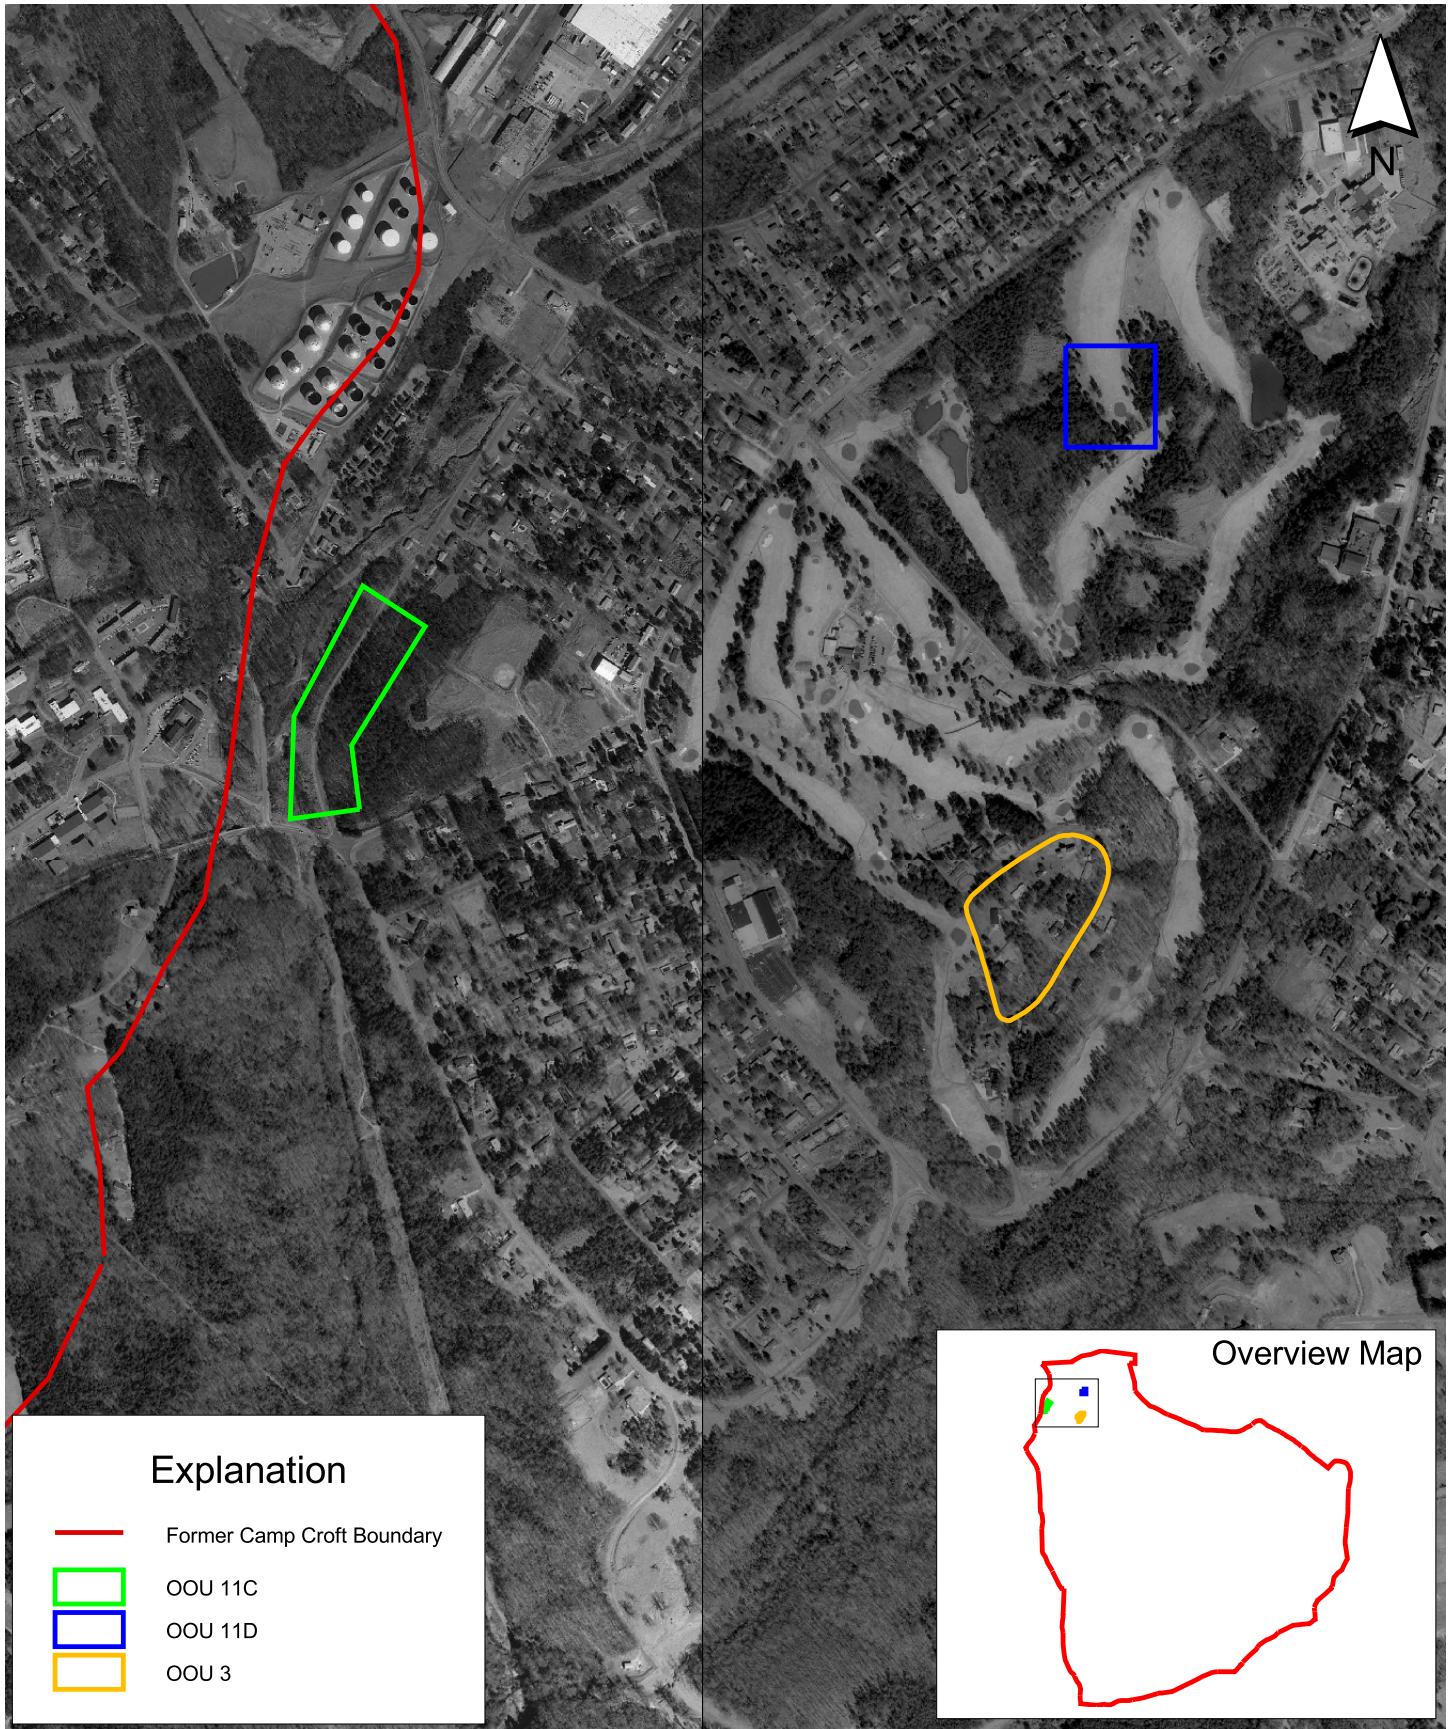 N
Overview Map
Explanation
Former Camp Croft Boundary
OOU 11C
OOU 11D
OOU 3